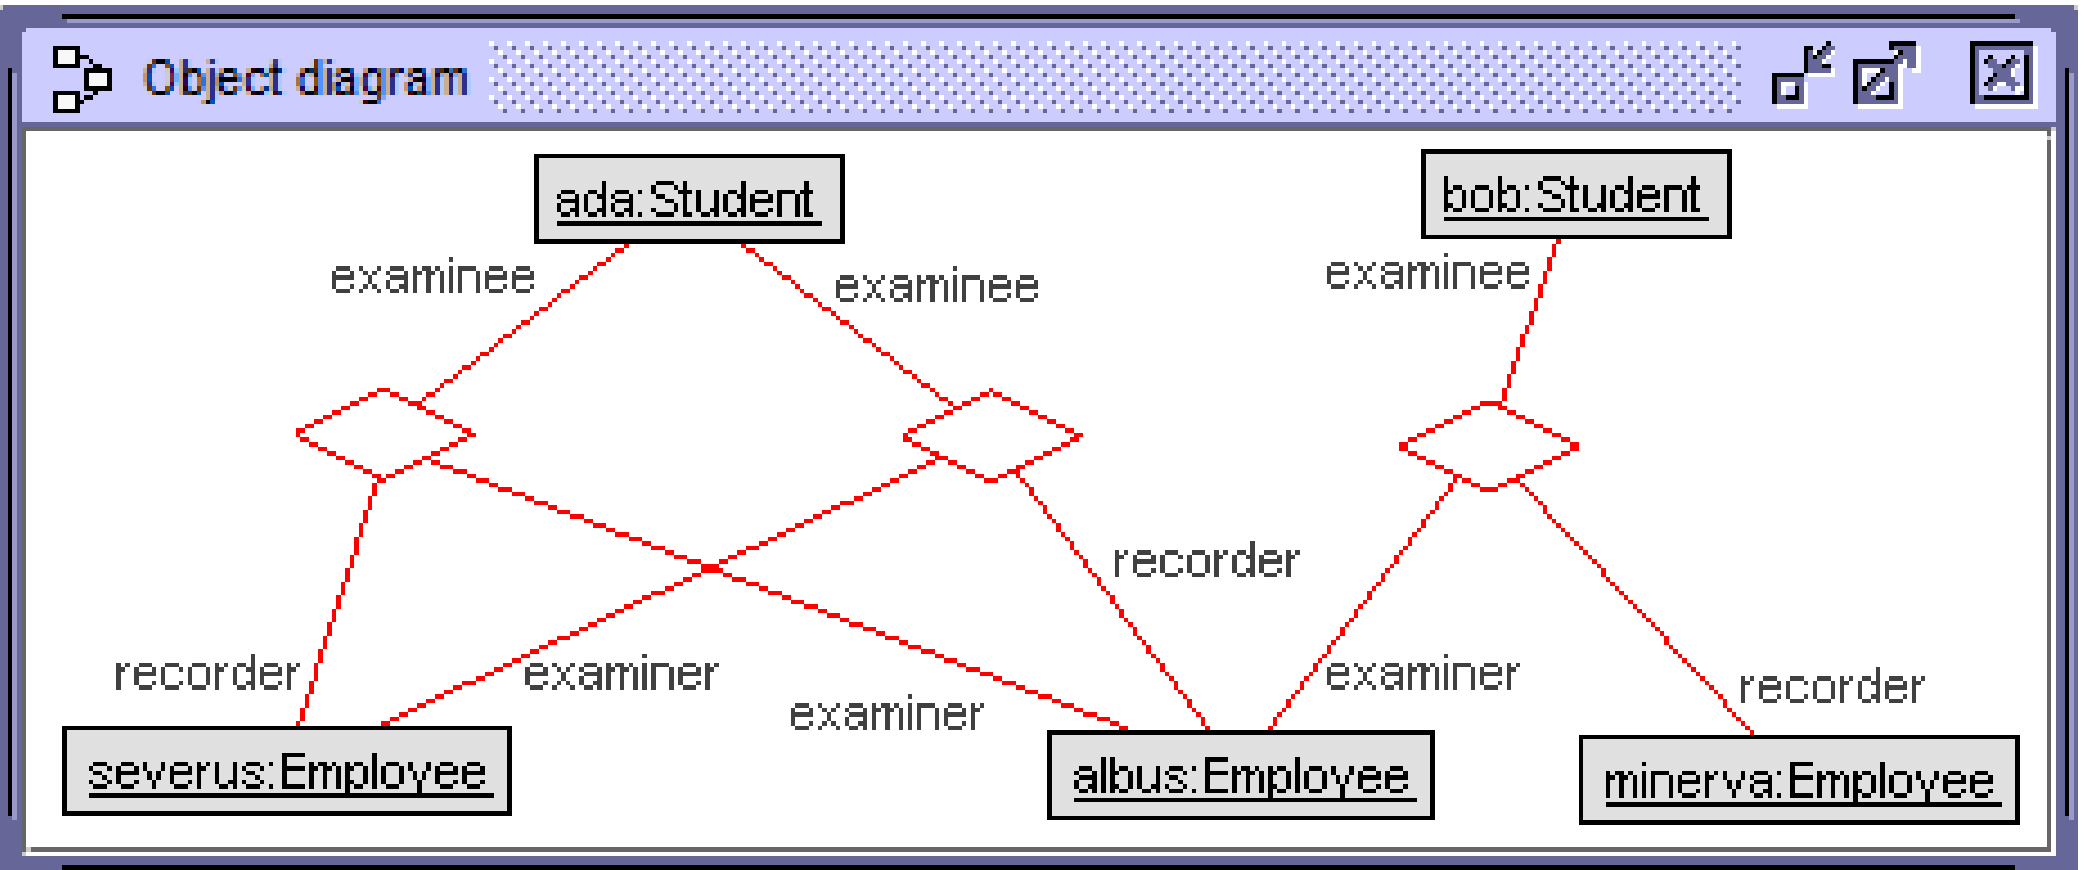 Object diagram
ada:Student
bob:Student
examinee
examinee
examinee
recorder
recorder
examiner
examiner
examiner
recorder
severus:Employee
albus:Employee
minerva:Employee